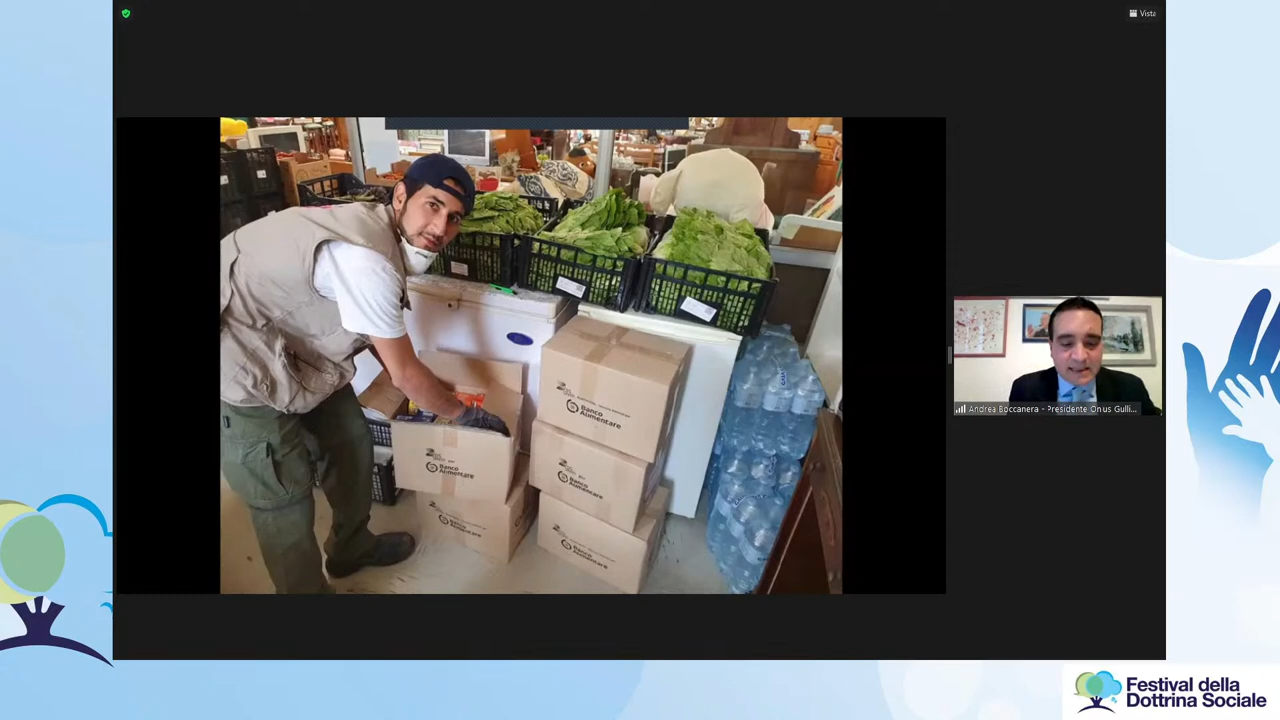 Vista
Banco
Alimentare
Banco
Alimentare
Banco
Alimentare
Banco
Alimentare
Banco
Alimentare
Andrea Boccanera - Presidente Onlus Gulli...
Festival della
Dottrina Sociale